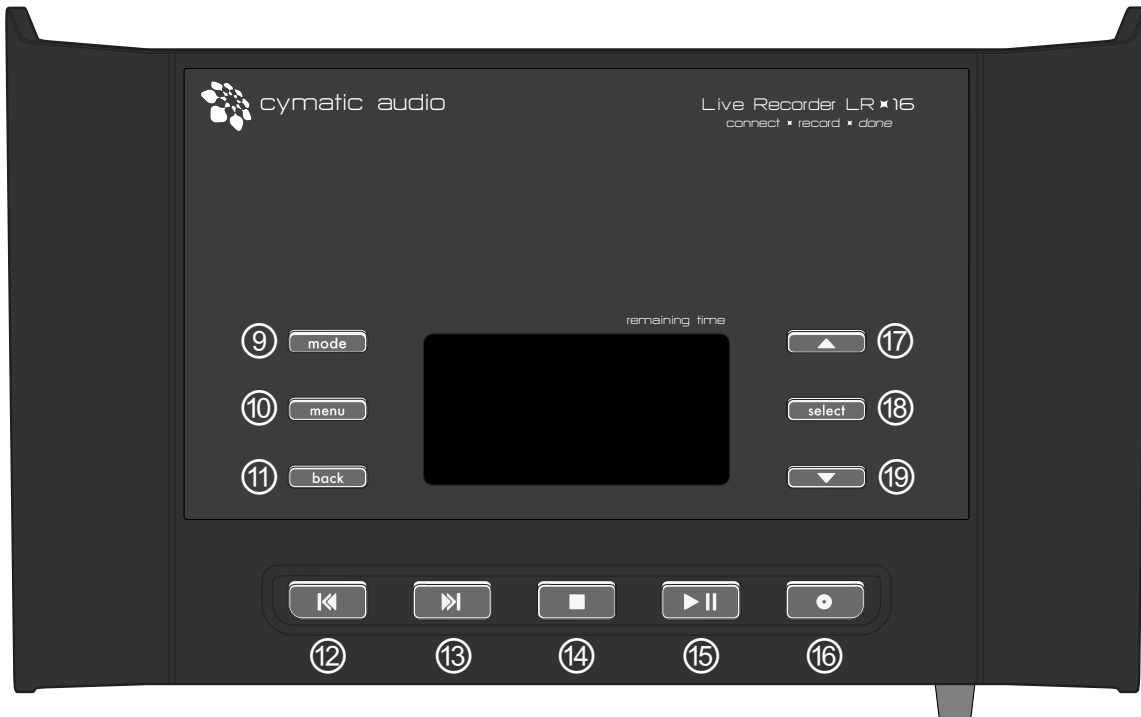 cymatic audio
Live Recorder LR×16
connect × record × done
remaining time
⑨ mode
⑰
⑩ menu
select ⑱
⑪ back
⑲
⑫ ⑬ ⑭ ⑮ ⑯